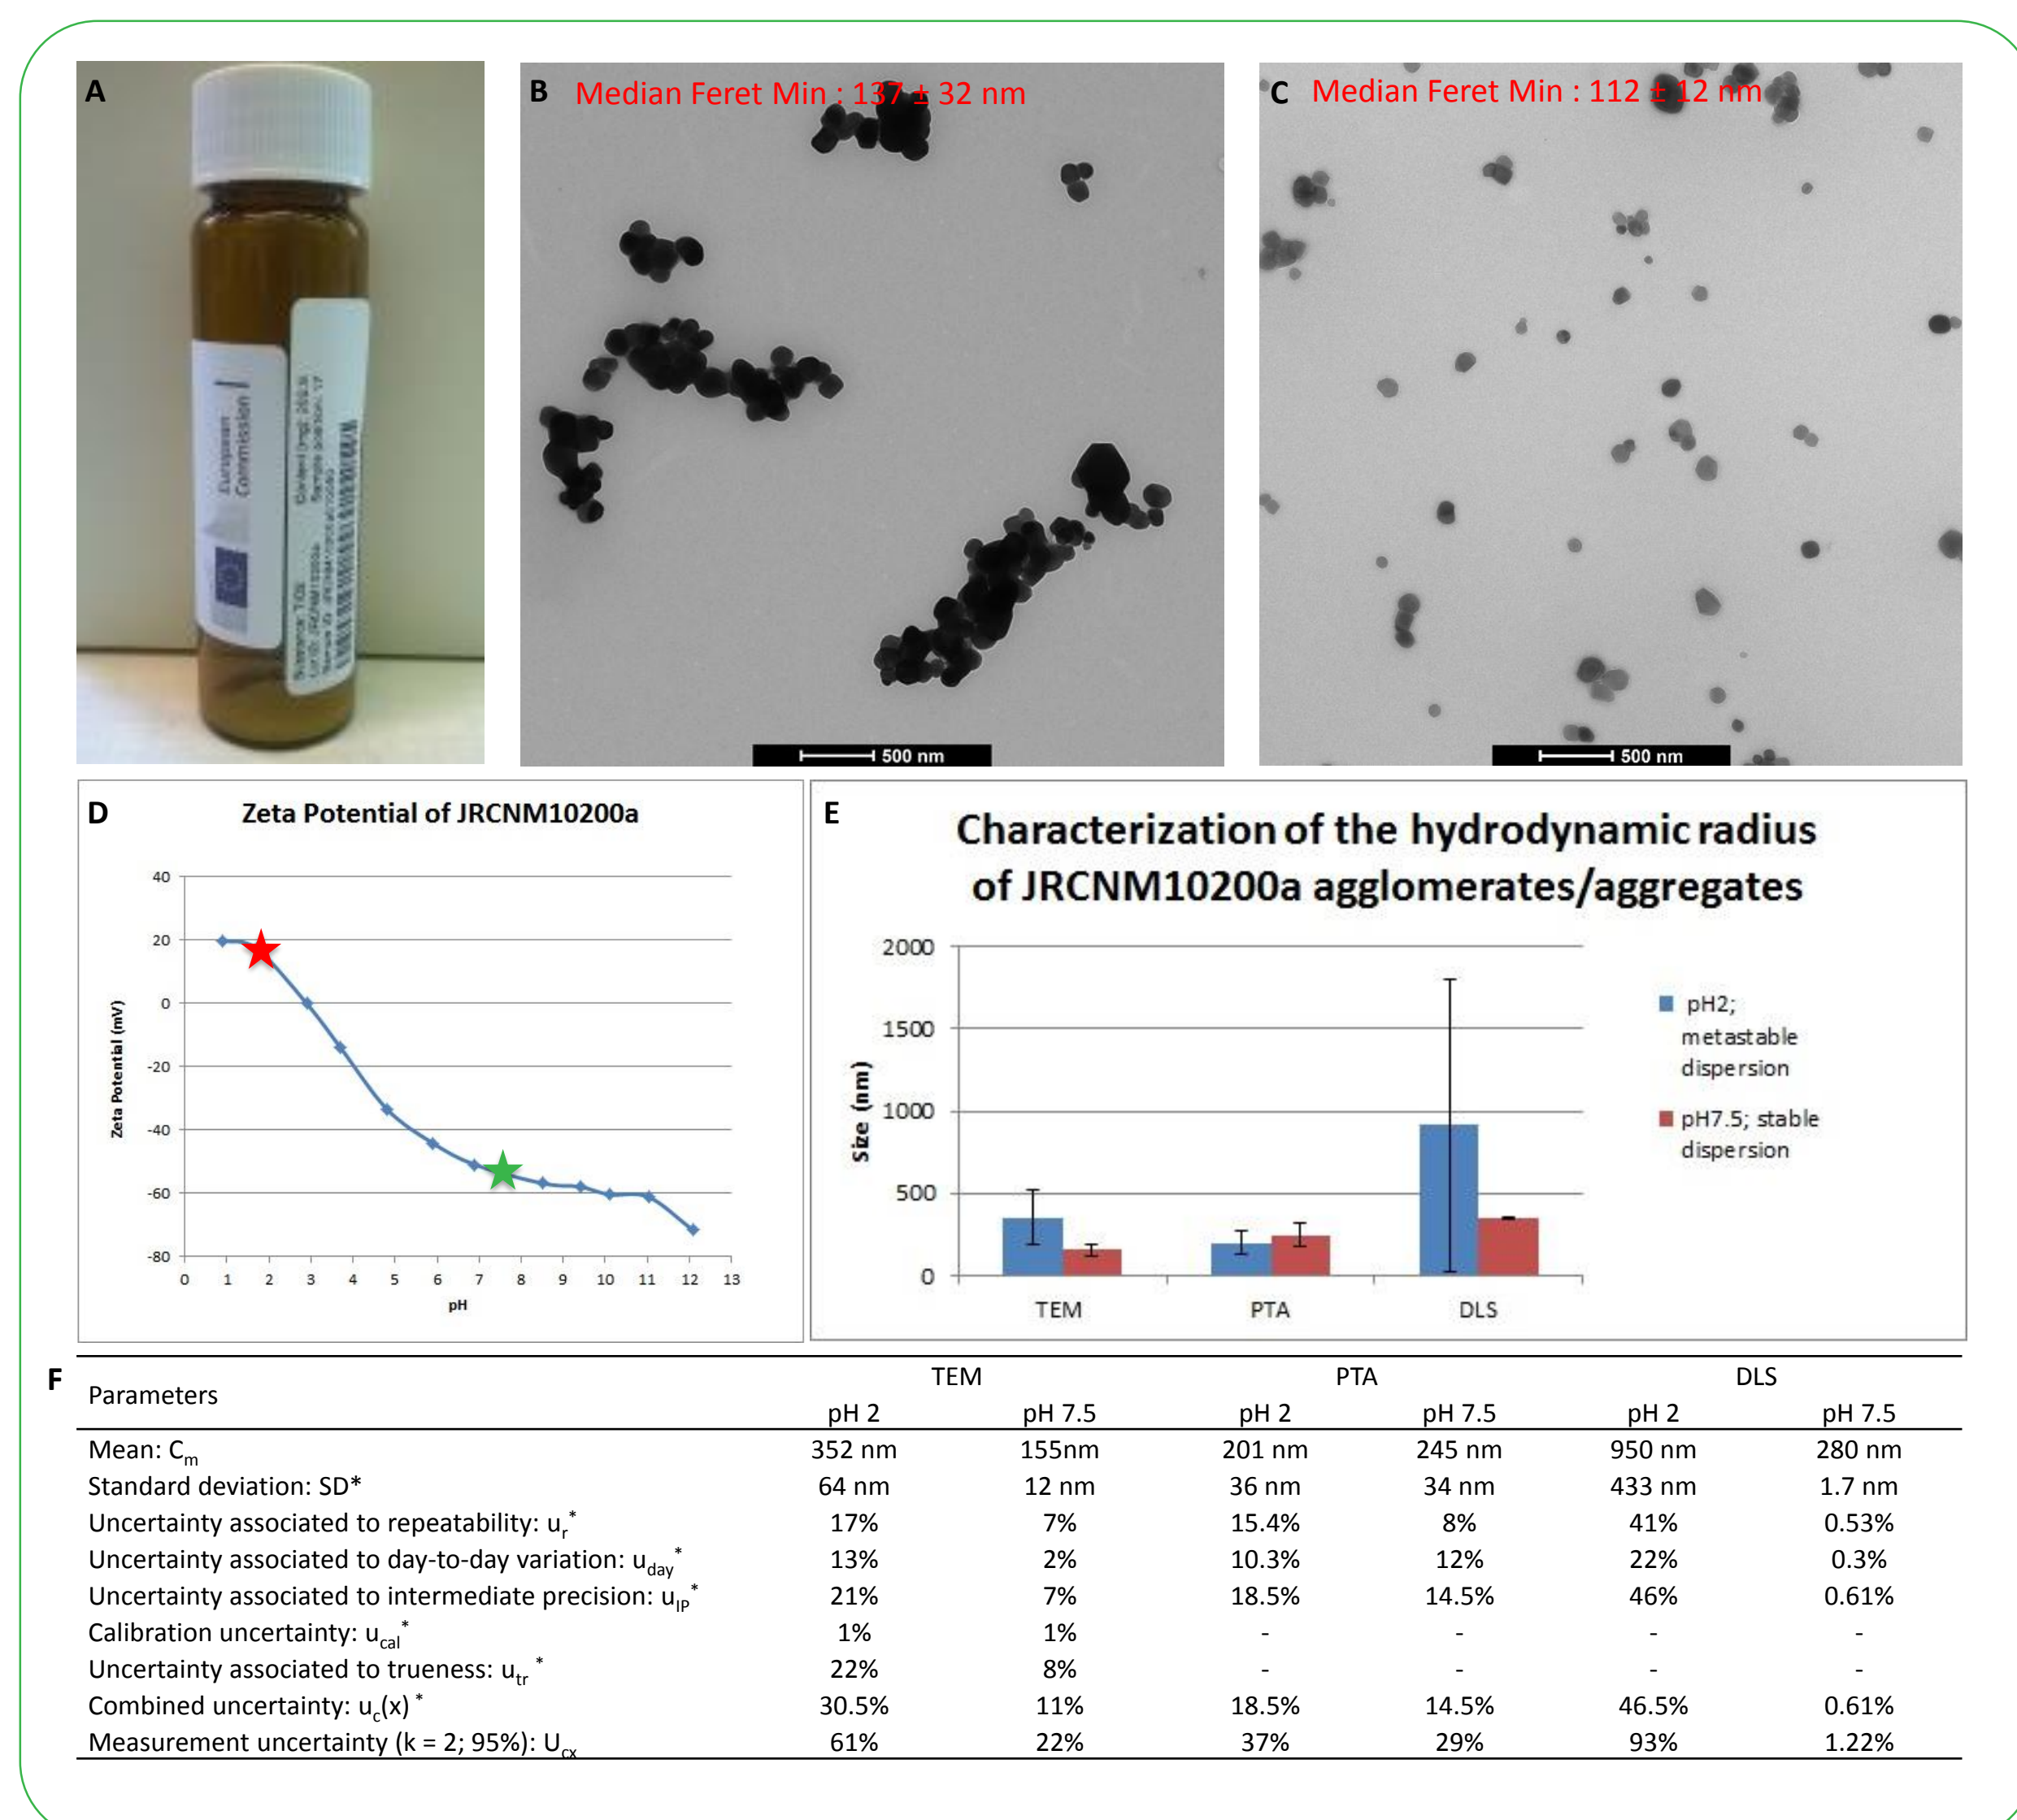 A
European
Commission
B Median Feret Min : 137 ± 32 nm
500 nm
C Median Feret Min : 112 ± 12 nm
500 nm
D
Zeta Potential of JRCNM10200a
Zeta Potential (mV)
40
20
0
-20
-40
-60
-80
0 1 2 3 4 5 6 7 8 9 10 11 12 13
pH
E
Characterization of the hydrodynamic radius
of JRCNM10200a agglomerates/aggregates
Size (nm)
2000
1500
1000
500
0
TEM PTA DLS
pH2;
metastable
dispersion
pH7.5; stable
dispersion
F
Parameters TEM PTA DLS
pH 2 pH 7.5 pH 2 pH 7.5 pH 2 pH 7.5
Mean: Cm 352 nm 155nm 201 nm 245 nm 950 nm 280 nm
Standard deviation: SD* 64 nm 12 nm 36 nm 34 nm 433 nm 1.7 nm
Uncertainty associated to repeatability: ur* 17% 7% 15.4% 8% 41% 0.53%
Uncertainty associated to day-to-day variation: uday* 13% 2% 10.3% 12% 22% 0.3%
Uncertainty associated to intermediate precision: uIP* 21% 7% 18.5% 14.5% 46% 0.61%
Calibration uncertainty: ucal* 1% 1% - - - -
Uncertainty associated to trueness: utr * 22% 8% - - - -
Combined uncertainty: uc(x) * 30.5% 11% 18.5% 14.5% 46.5% 0.61%
Measurement uncertainty (k = 2; 95%): Ucx 61% 22% 37% 29% 93% 1.22%